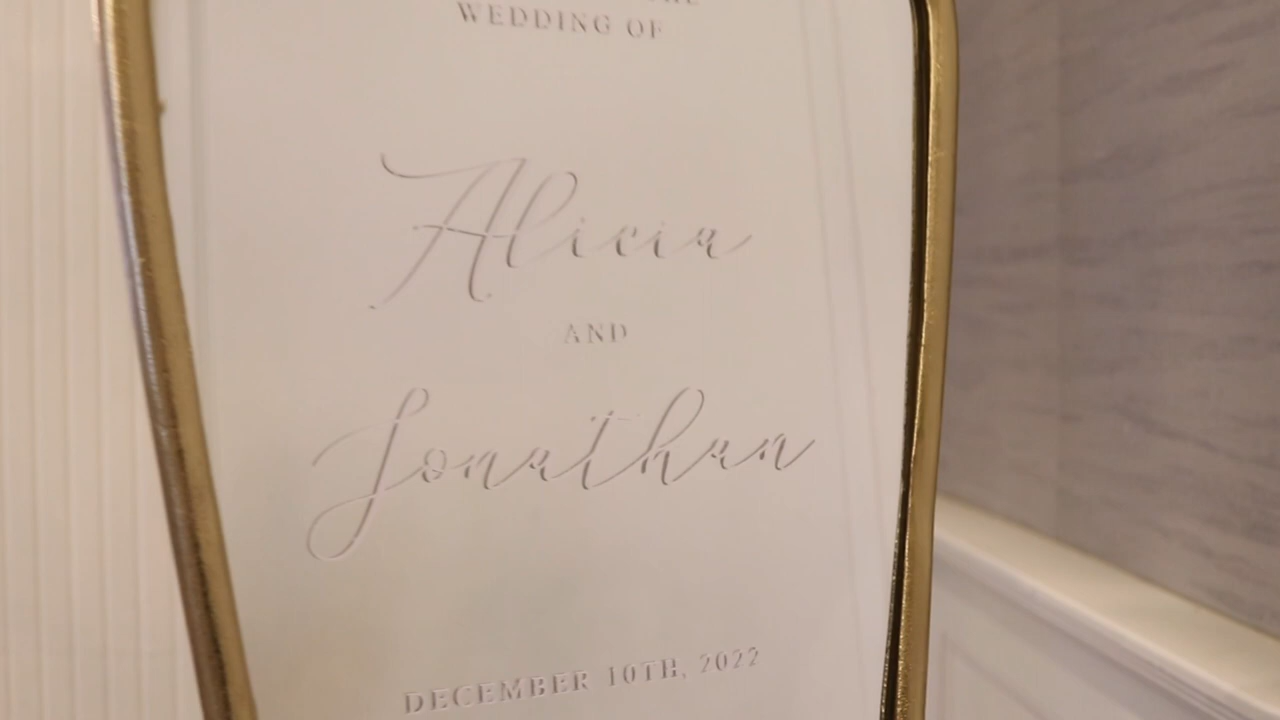 WEDDING OF
Alicia
AND
Jonathan
DECEMBER 10TH, 2022